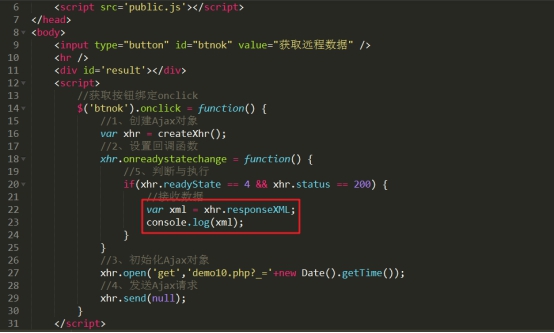 6 <script src='public.js'></script>
7 </head>
8 <body>
9 <input type="button" id="btnok" value="获取远程数据" />
10 <hr />
11 <div id='result'></div>
12 <script>
13 //获取按钮绑定onclick
14 $('btnok').onclick = function() {
15 //1、创建Ajax对象
16 var xhr = createXhr();
17 //2、设置回调函数
18 xhr.onreadystatechange = function() {
19 //5、判断与执行
20 if(xhr.readyState == 4 && xhr.status == 200) {
21 //接收数据
22 var xml = xhr.responseXML;
23 console.log(xml);
24 }
25 }
26 //3、初始化Ajax对象
27 xhr.open('get','demo10.php?_='+new Date().getTime());
28 //4、发送Ajax请求
29 xhr.send(null);
30 }
31 </script>